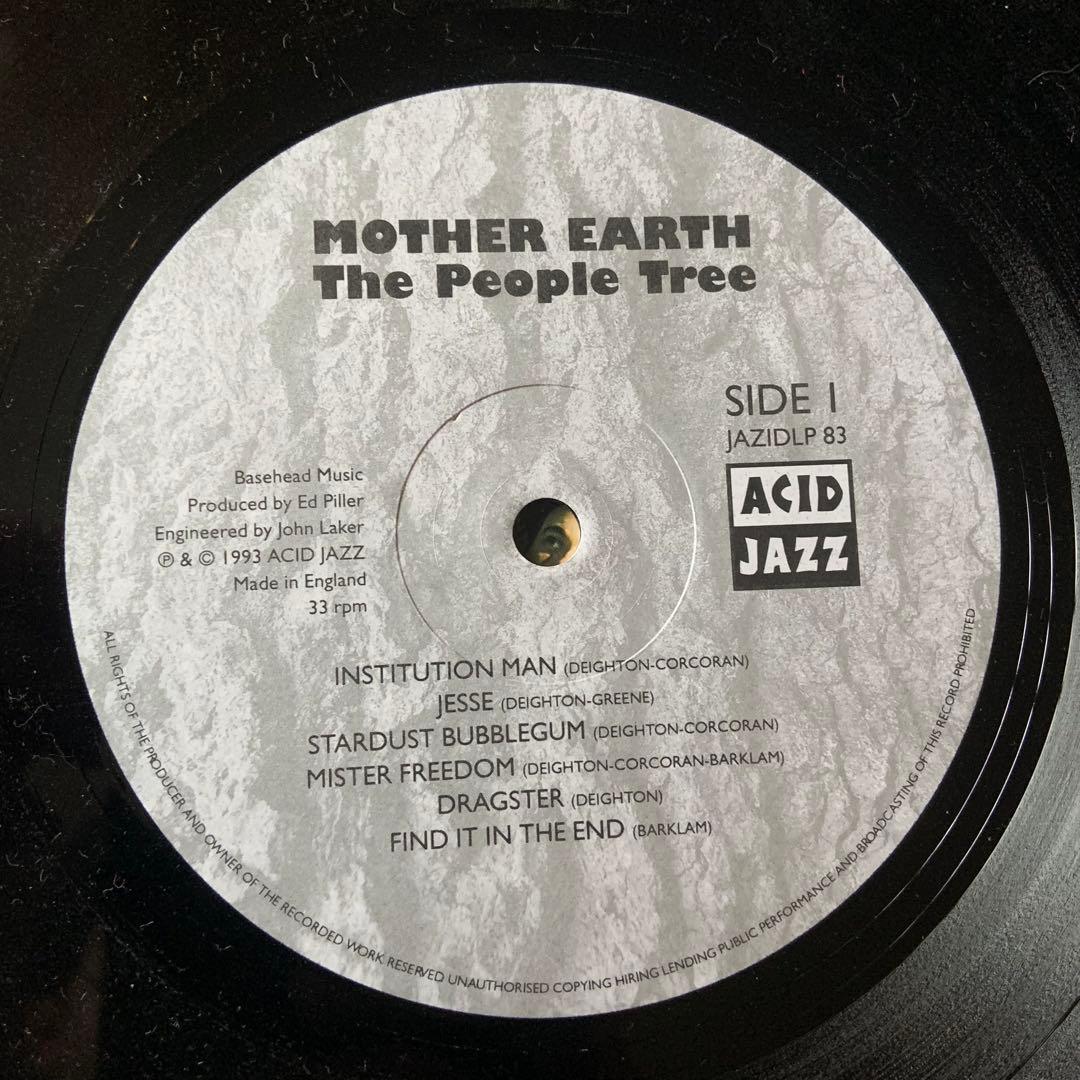 MOTHER EARTH
The People Tree
SIDE 1
JAZIDLP 83
ACID
JAZZ
Basehead Music
Produced by Ed Piller
Engineered by John Laker
℗ & © 1993 ACID JAZZ
Made in England
33 rpm
INSTITUTION MAN (DEIGHTON-CORCORAN)
JESSE (DEIGHTON-GREENE)
STARDUST BUBBLEGUM (DEIGHTON-CORCORAN)
MISTER FREEDOM (DEIGHTON-CORCORAN-BARKLAM)
DRAGSTER (DEIGHTON)
FIND IT IN THE END (BARKLAM)
ALL RIGHTS OF THE PRODUCER AND OWNER OF THE RECORDED WORK RESERVED UNAUTHORISED COPYING HIRING LENDING PUBLIC PERFORMANCE AND BROADCASTING OF THIS RECORD PROHIBITED